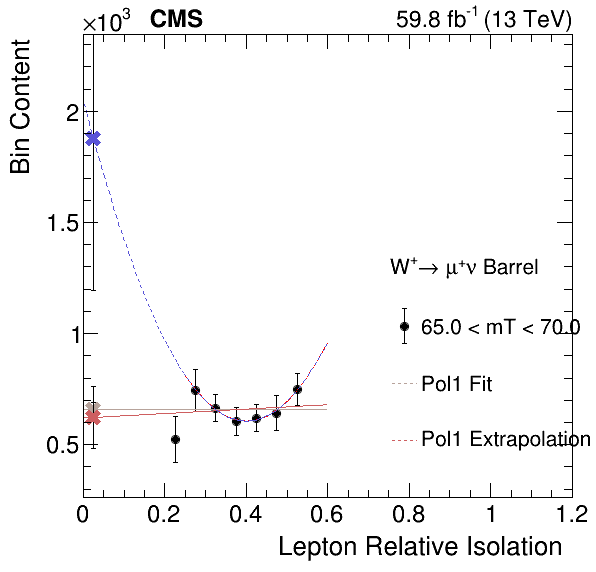 ×10³ CMS 59.8 fb⁻¹ (13 TeV)
Bin Content
2
1.5
1
0.5
W⁺→ μ⁺ν Barrel
65.0 < mT < 70.0
Pol1 Fit
Pol1 Extrapolation
0 0.2 0.4 0.6 0.8 1 1.2
Lepton Relative Isolation